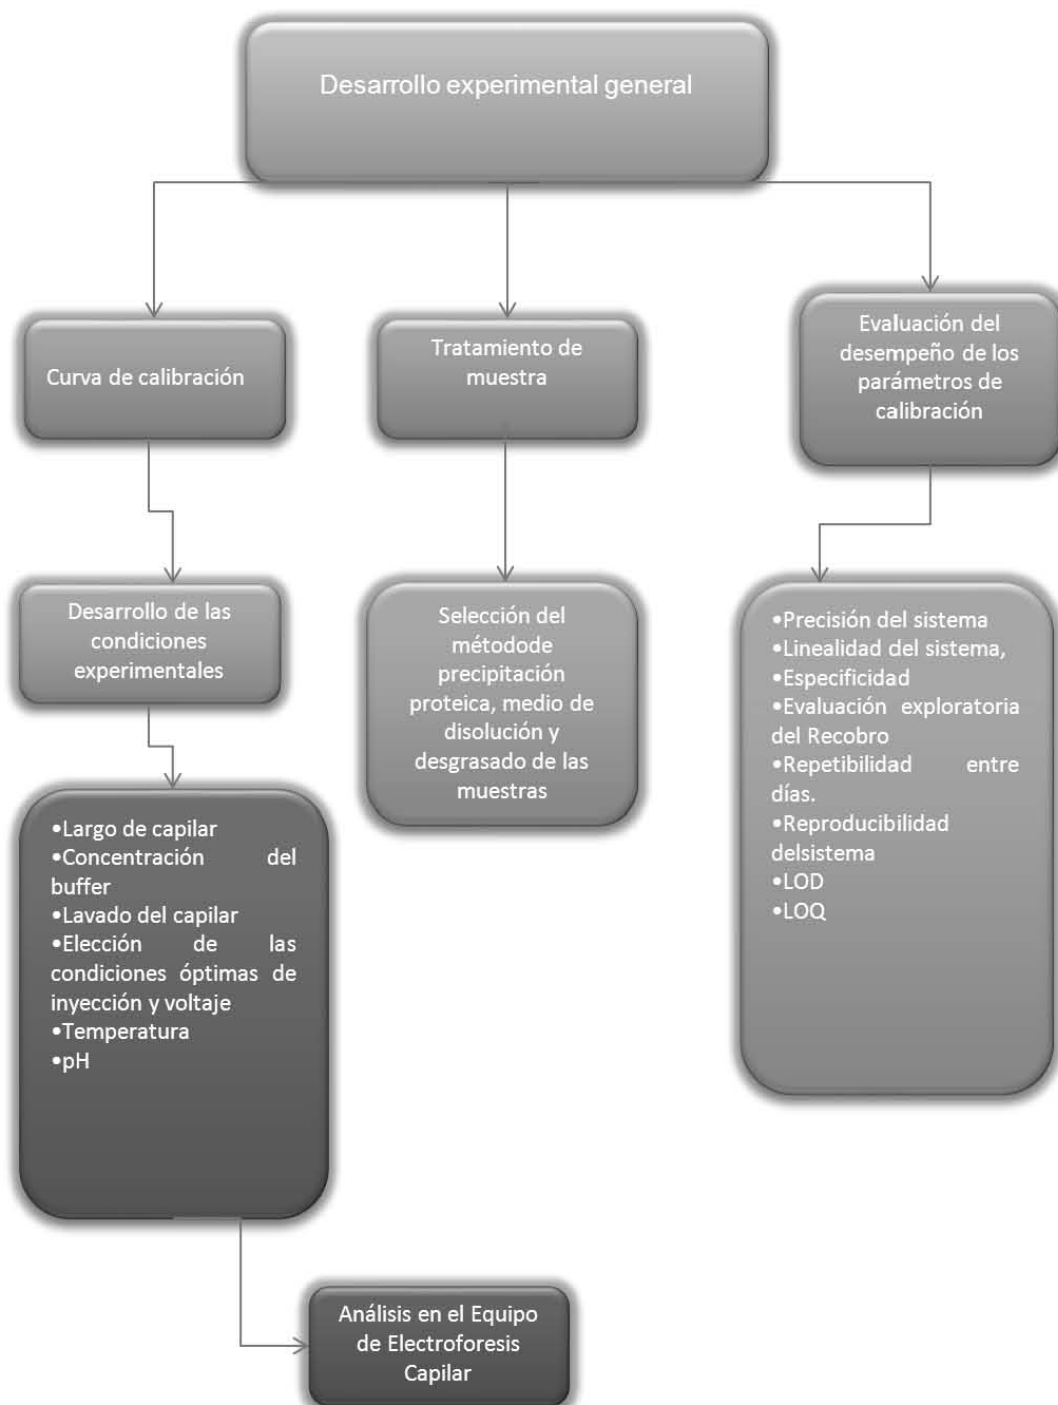 Desarrollo experimental general
Curva de calibración
Tratamiento de
muestra
Evaluación del
desempeño de los
parámetros de
calibración
Desarrollo de las
condiciones
experimentales
Selección del
métodode
precipitación
proteica, medio de
disolución y
desgrasado de las
muestras
•Precisión del sistema
•Linealidad del sistema,
•Especificidad
•Evaluación exploratoria
del Recobro
•Repetibilidad entre
días.
•Reproducibilidad
delsistema
•LOD
•LOQ
•Largo de capilar
•Concentración del
buffer
•Lavado del capilar
•Elección de las
condiciones óptimas de
inyección y voltaje
•Temperatura
•pH
Análisis en el Equipo
de Electroforesis
Capilar